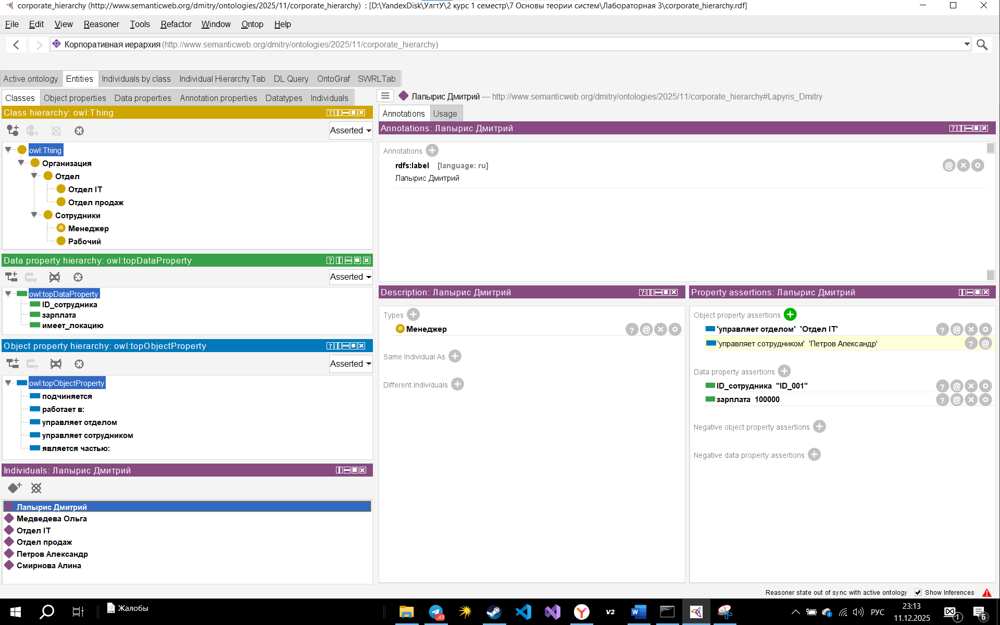 corporate_hierarchy (http://www.semanticweb.org/dmitry/ontologies/2025/11/corporate_hierarchy) : [D:\YandexDisk\УлгтУ\2 курс 1 семестр\7 Основы теории систем\Лабораторная 3\corporate_hierarchy.rdf]
File Edit View Reasoner Tools Refactor Window Ontop Help
Корпоративная иерархия (http://www.semanticweb.org/dmitry/ontologies/2025/11/corporate_hierarchy)
Active ontology Entities Individuals by class Individual Hierarchy Tab DL Query OntoGraf SWRLTab
Classes Object properties Data properties Annotation properties Datatypes Individuals
Class hierarchy: owl:Thing
Asserted
owl:Thing
Организация
Отдел
Отдел IT
Отдел продаж
Сотрудники
Менеджер
Рабочий
Data property hierarchy: owl:topDataProperty
Asserted
owl:topDataProperty
ID_сотрудника
зарплата
имеет_локацию
Object property hierarchy: owl:topObjectProperty
Asserted
owl:topObjectProperty
подчиняется
работает в:
управляет отделом
управляет сотрудником
является частью:
Individuals: Лапырис Дмитрий
Лапырис Дмитрий
Медведева Ольга
Отдел IT
Отдел продаж
Петров Александр
Смирнова Алина
Лапырис Дмитрий — http://www.semanticweb.org/dmitry/ontologies/2025/11/corporate_hierarchy#Lapyris_Dmitry
Annotations Usage
Annotations: Лапырис Дмитрий
Annotations
rdfs:label [language: ru]
Лапырис Дмитрий
Description: Лапырис Дмитрий
Types
Менеджер
Same Individual As
Different Individuals
Property assertions: Лапырис Дмитрий
Object property assertions
'управляет отделом' 'Отдел IT'
'управляет сотрудником' 'Петров Александр'
Data property assertions
ID_сотрудника "ID_001"
зарплата 100000
Negative object property assertions
Negative data property assertions
Reasoner state out of sync with active ontology Show Inferences
Жалобы
49
V2
РУС
23:13
11.12.2025
1
6